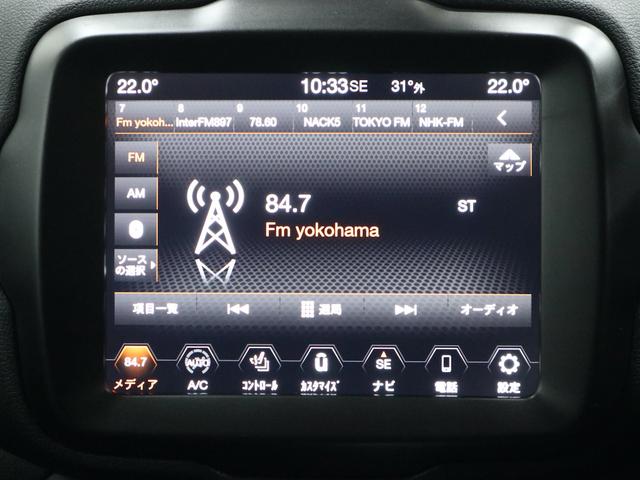 22.0° 10:33 SE 31°外 22.0°
7 8 9 10 11 12
Fm yokoh... InterFM897 78.60 NACK5 TOKYO FM NHK-FM
FM
マップ
AM
84.7 ST
Fm yokohama
ソース
の選択
項目一覧 選局 オーディオ
84.7 AUTO SE
メディア A/C コントロール カスタマイズ ナビ 電話 設定